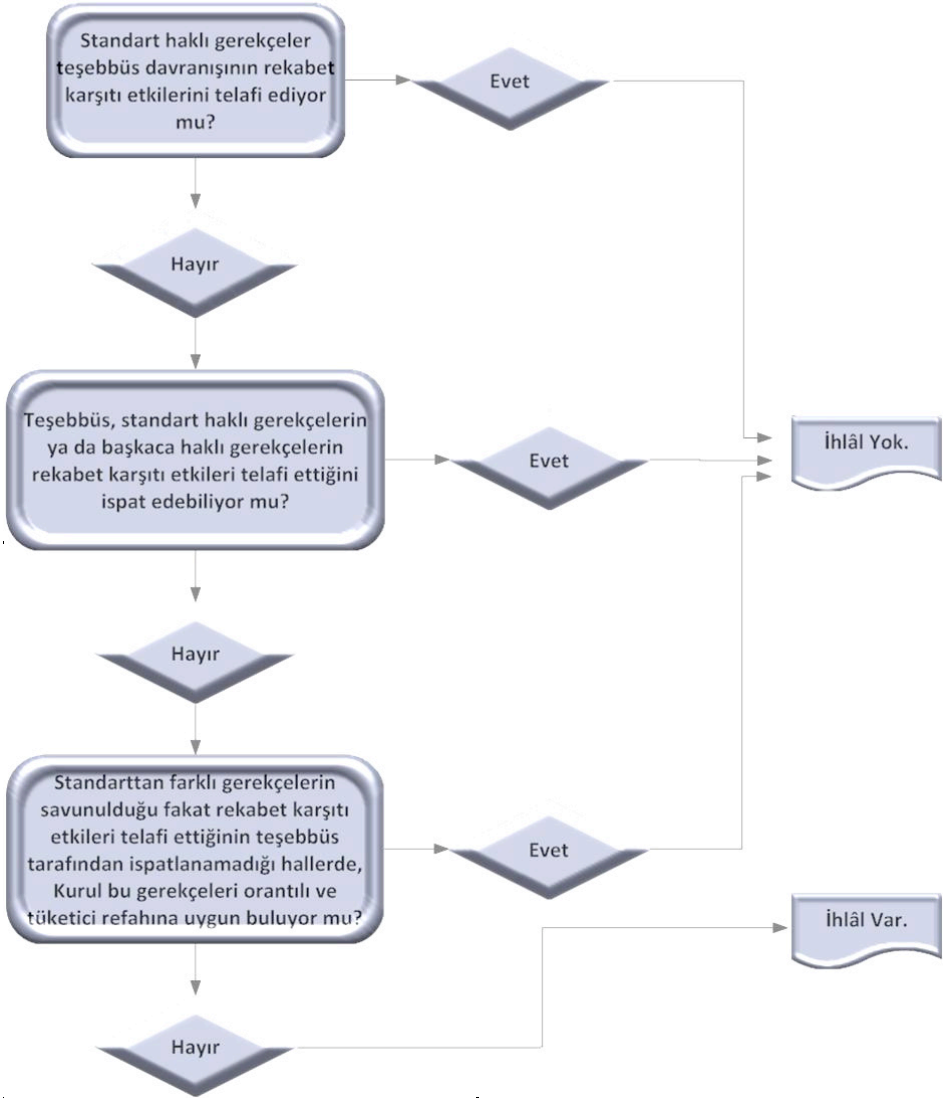 Standart haklı gerekçeler
teşebbüs davranışının rekabet
karşıtı etkilerini telafi ediyor
mu?
Evet
Hayır
Teşebbüs, standart haklı gerekçelerin
ya da başkaca haklı gerekçelerin
rekabet karşıtı etkileri telafi ettiğini
ispat edebiliyor mu?
Evet
İhlâl Yok.
Hayır
Standarttan farklı gerekçelerin
savunulduğu fakat rekabet karşıtı
etkileri telafi ettiğinin teşebbüs
tarafından ispatlanamadığı hallerde,
Kurul bu gerekçeleri orantılı ve
tüketici refahına uygun buluyor mu?
Evet
İhlâl Var.
Hayır